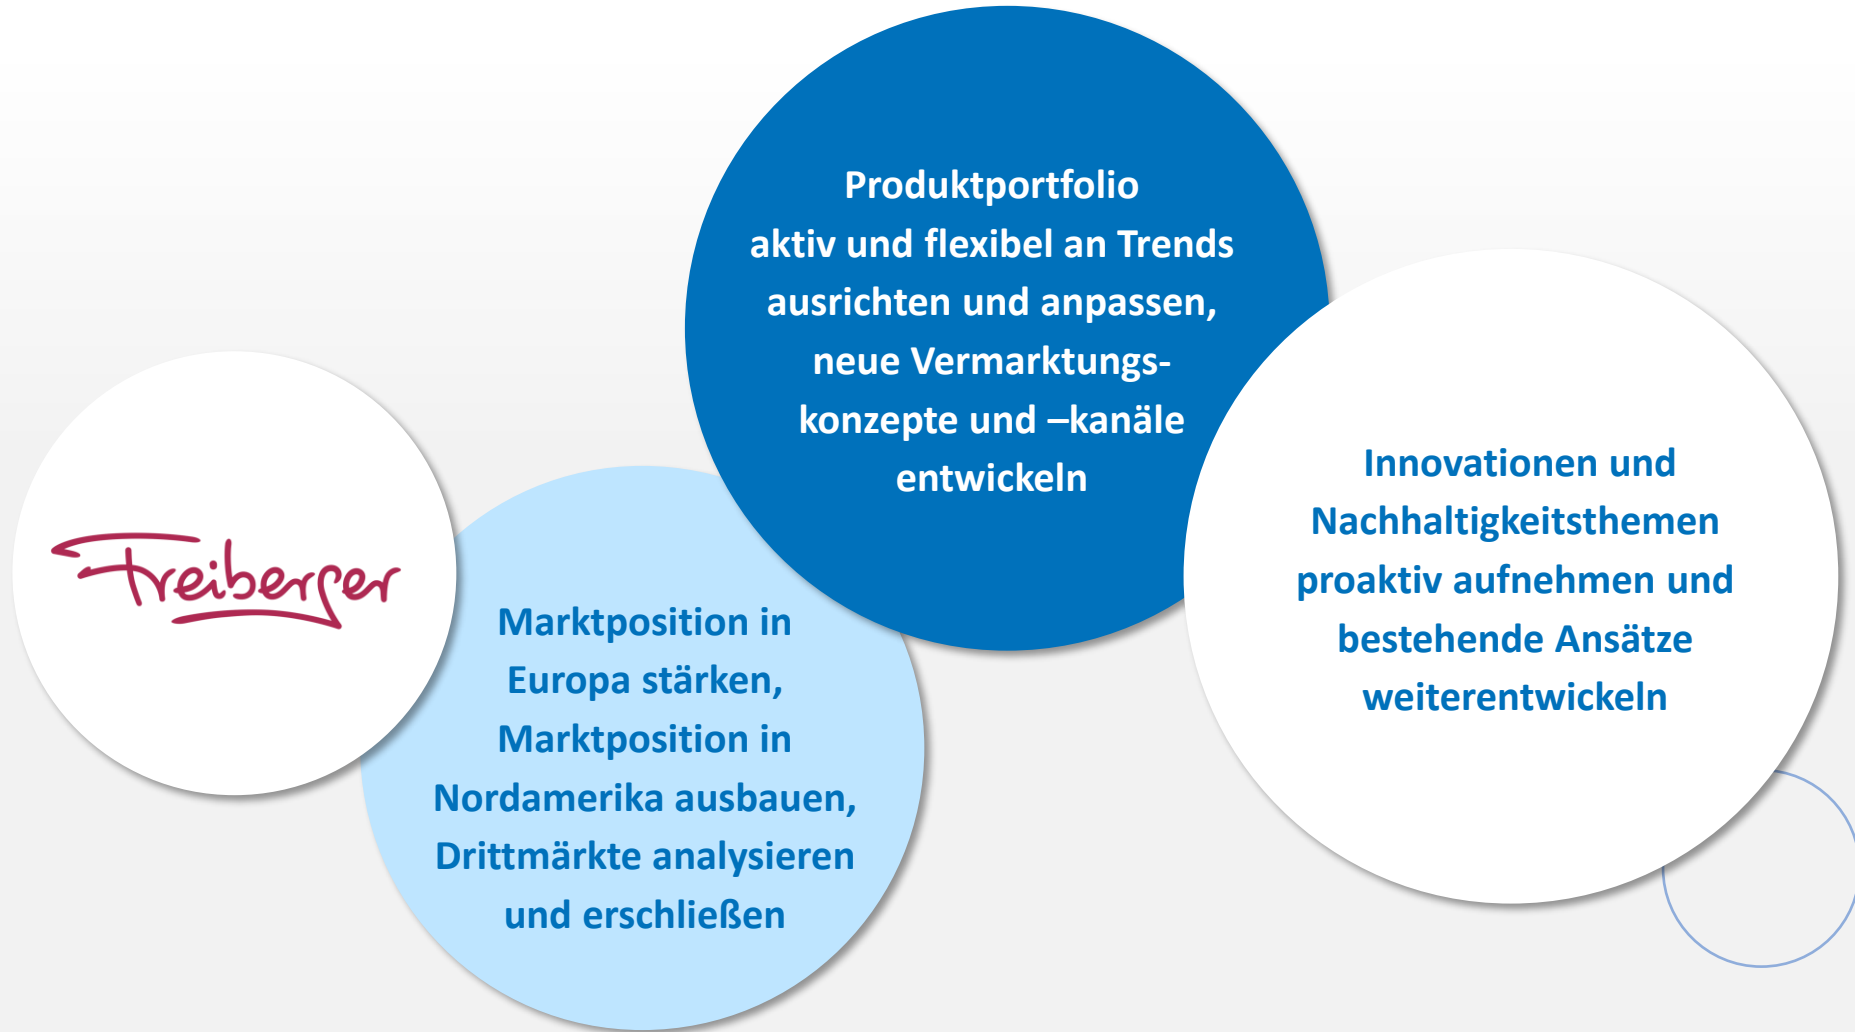 Freiberger
Marktposition in
Europa stärken,
Marktposition in
Nordamerika ausbauen,
Drittmärkte analysieren
und erschließen
Produktportfolio
aktiv und flexibel an Trends
ausrichten und anpassen,
neue Vermarktungs-
konzepte und –kanäle
entwickeln
Innovationen und
Nachhaltigkeitsthemen
proaktiv aufnehmen und
bestehende Ansätze
weiterentwickeln